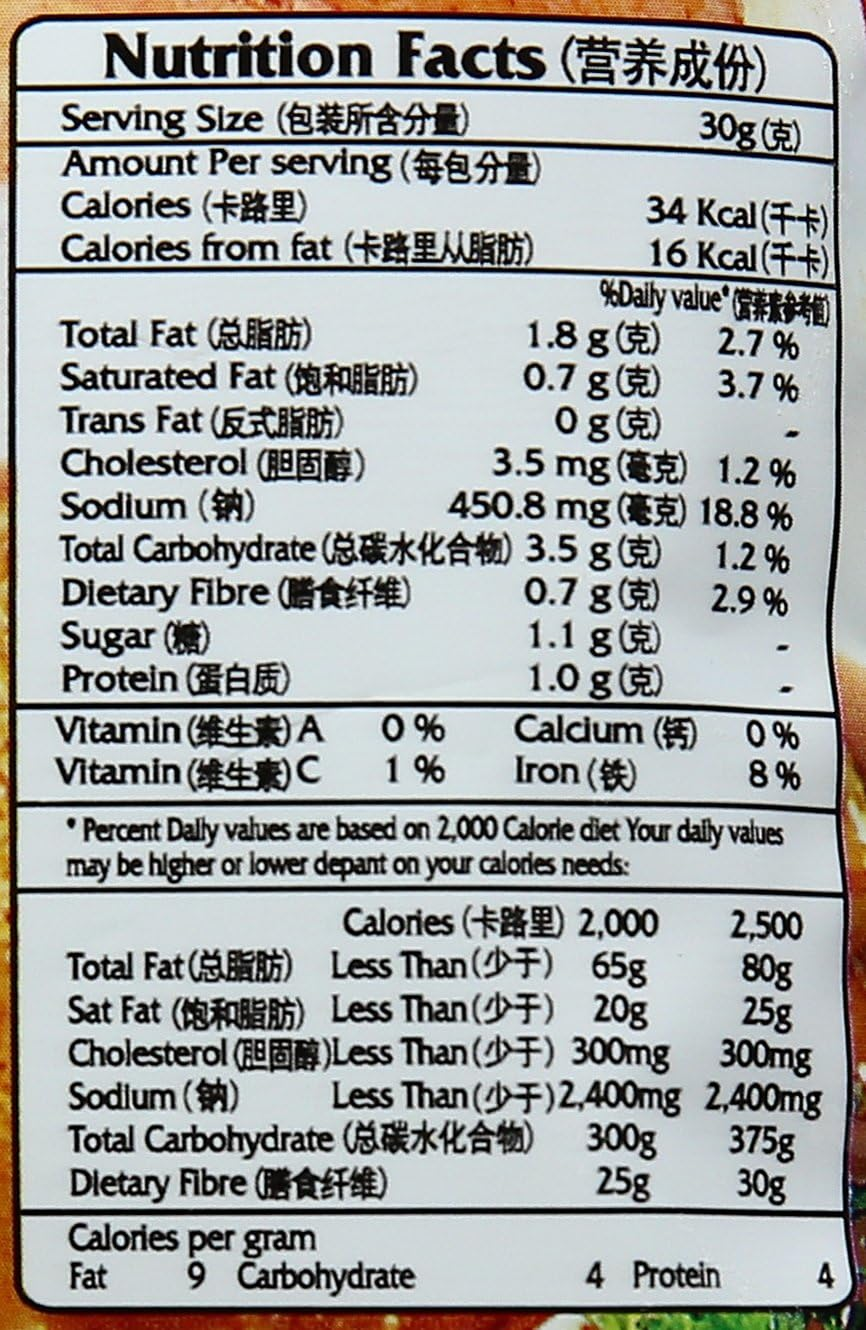 Nutrition Facts (营养成份)
Serving Size (包装所含分量) 30g (克)
Amount Per serving (每包分量)
Calories (卡路里) 34 Kcal (千卡)
Calories from fat (卡路里从脂肪) 16 Kcal (千卡)
%Daily value* (营养素参考值)
Total Fat (总脂肪) 1.8 g (克) 2.7 %
Saturated Fat (饱和脂肪) 0.7 g (克) 3.7 %
Trans Fat (反式脂肪) 0 g (克) -
Cholesterol (胆固醇) 3.5 mg (毫克) 1.2 %
Sodium (钠) 450.8 mg (毫克) 18.8 %
Total Carbohydrate (总碳水化合物) 3.5 g (克) 1.2 %
Dietary Fibre (膳食纤维) 0.7 g (克) 2.9 %
Sugar (糖) 1.1 g (克) -
Protein (蛋白质) 1.0 g (克) -
Vitamin (维生素) A 0 % Calcium (钙) 0 %
Vitamin (维生素) C 1 % Iron (铁) 8 %
* Percent Daily values are based on 2,000 Calorie diet Your daily values
may be higher or lower depant on your calories needs:
Calories (卡路里) 2,000 2,500
Total Fat (总脂肪) Less Than (少于) 65g 80g
Sat Fat (饱和脂肪) Less Than (少于) 20g 25g
Cholesterol (胆固醇) Less Than (少于) 300mg 300mg
Sodium (钠) Less Than (少于) 2,400mg 2,400mg
Total Carbohydrate (总碳水化合物) 300g 375g
Dietary Fibre (膳食纤维) 25g 30g
Calories per gram
Fat 9 Carbohydrate 4 Protein 4